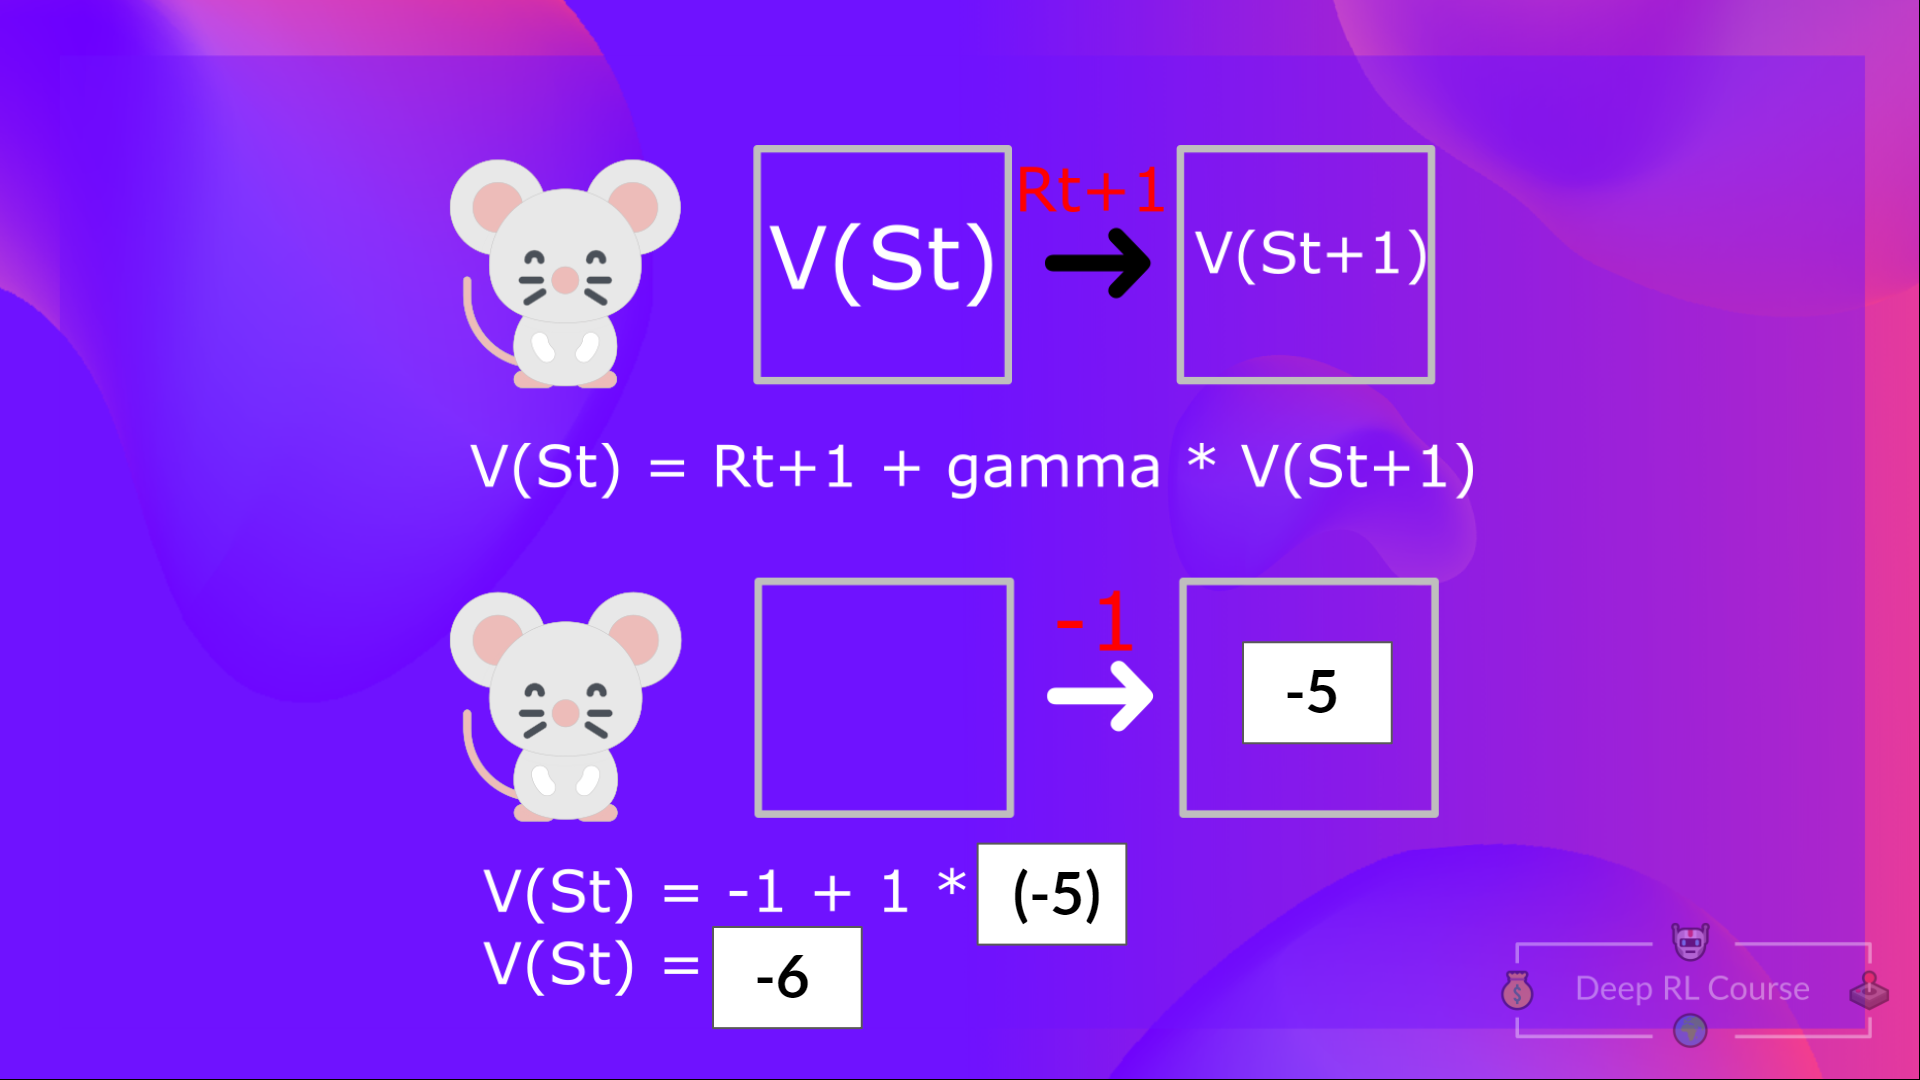 Rt+1
V(St)
V(St+1)
V(St) = Rt+1 + gamma * V(St+1)
-1
-5
V(St) = -1 + 1 * (-5)
V(St) = -6
Deep RL Course
$